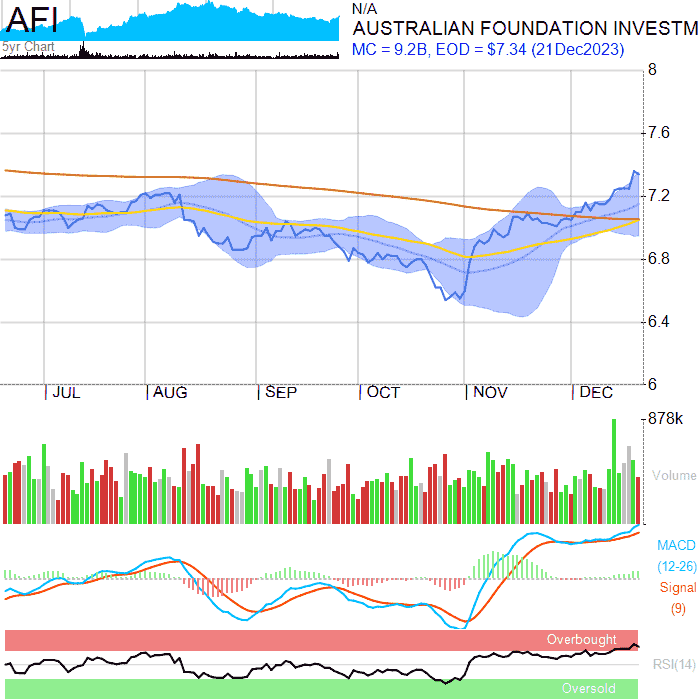 AFI
5yr Chart
N/A
AUSTRALIAN FOUNDATION INVESTM
MC = 9.2B, EOD = $7.34 (21Dec2023)
8
7.6
7.2
6.8
6.4
6
JUL AUG SEP OCT NOV DEC
878k
Volume
MACD
(12-26)
Signal
(9)
Overbought
RSI(14)
Oversold